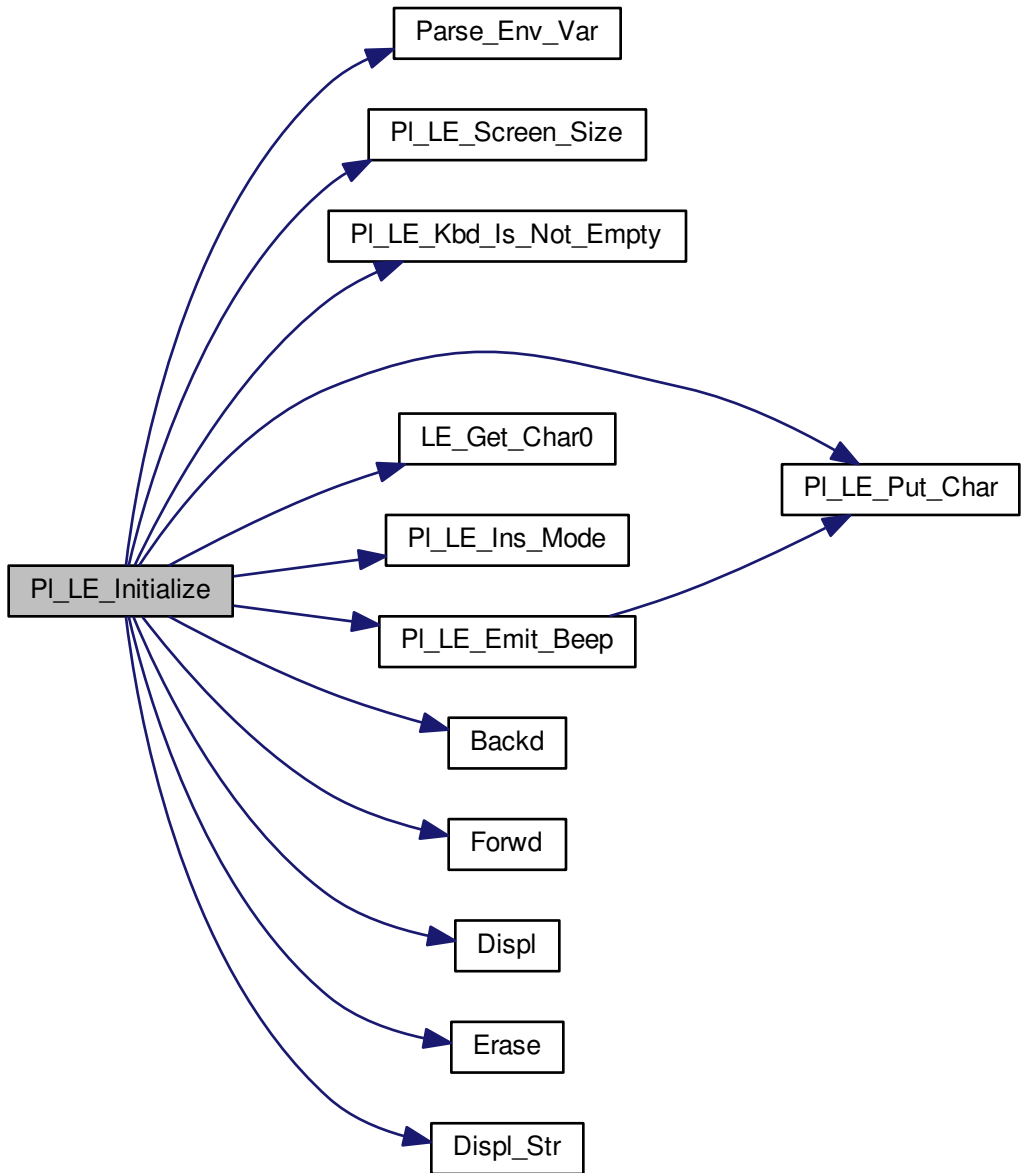 Parse_Env_Var
Pl_LE_Screen_Size
Pl_LE_Kbd_Is_Not_Empty
LE_Get_Char0
Pl_LE_Put_Char
Pl_LE_Ins_Mode
Pl_LE_Initialize
Pl_LE_Emit_Beep
Backd
Forwd
Displ
Erase
Displ_Str